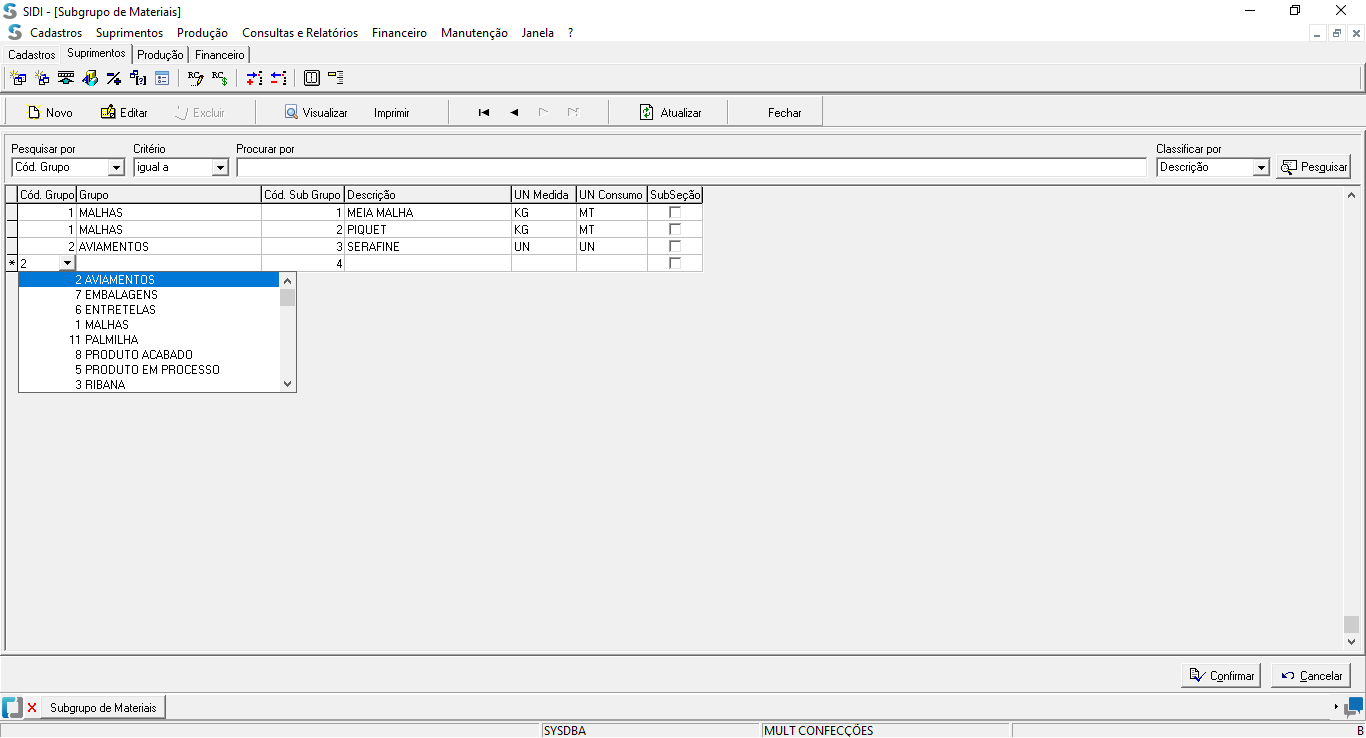 SIDI - [Subgrupo de Materiais]
Cadastros Suprimentos Produção Consultas e Relatórios Financeiro Manutenção Janela ?
Cadastros Suprimentos Produção Financeiro
Novo Editar Excluir Visualizar Imprimir Atualizar Fechar
Pesquisar por Critério Procurar por Classificar por
Cód. Grupo igual a Descrição Pesquisar
Cód. Grupo Grupo Cód. Sub Grupo Descrição UN Medida UN Consumo SubSeção
1 MALHAS 1 MEIA MALHA KG MT
1 MALHAS 2 PIQUET KG MT
2 AVIAMENTOS 3 SERAFINE UN UN
* 2 4
2 AVIAMENTOS
7 EMBALAGENS
6 ENTRETELAS
1 MALHAS
11 PALMILHA
8 PRODUTO ACABADO
5 PRODUTO EM PROCESSO
3 RIBANA
Confirmar Cancelar
Subgrupo de Materiais
SYSDBA MULT CONFECÇÕES B